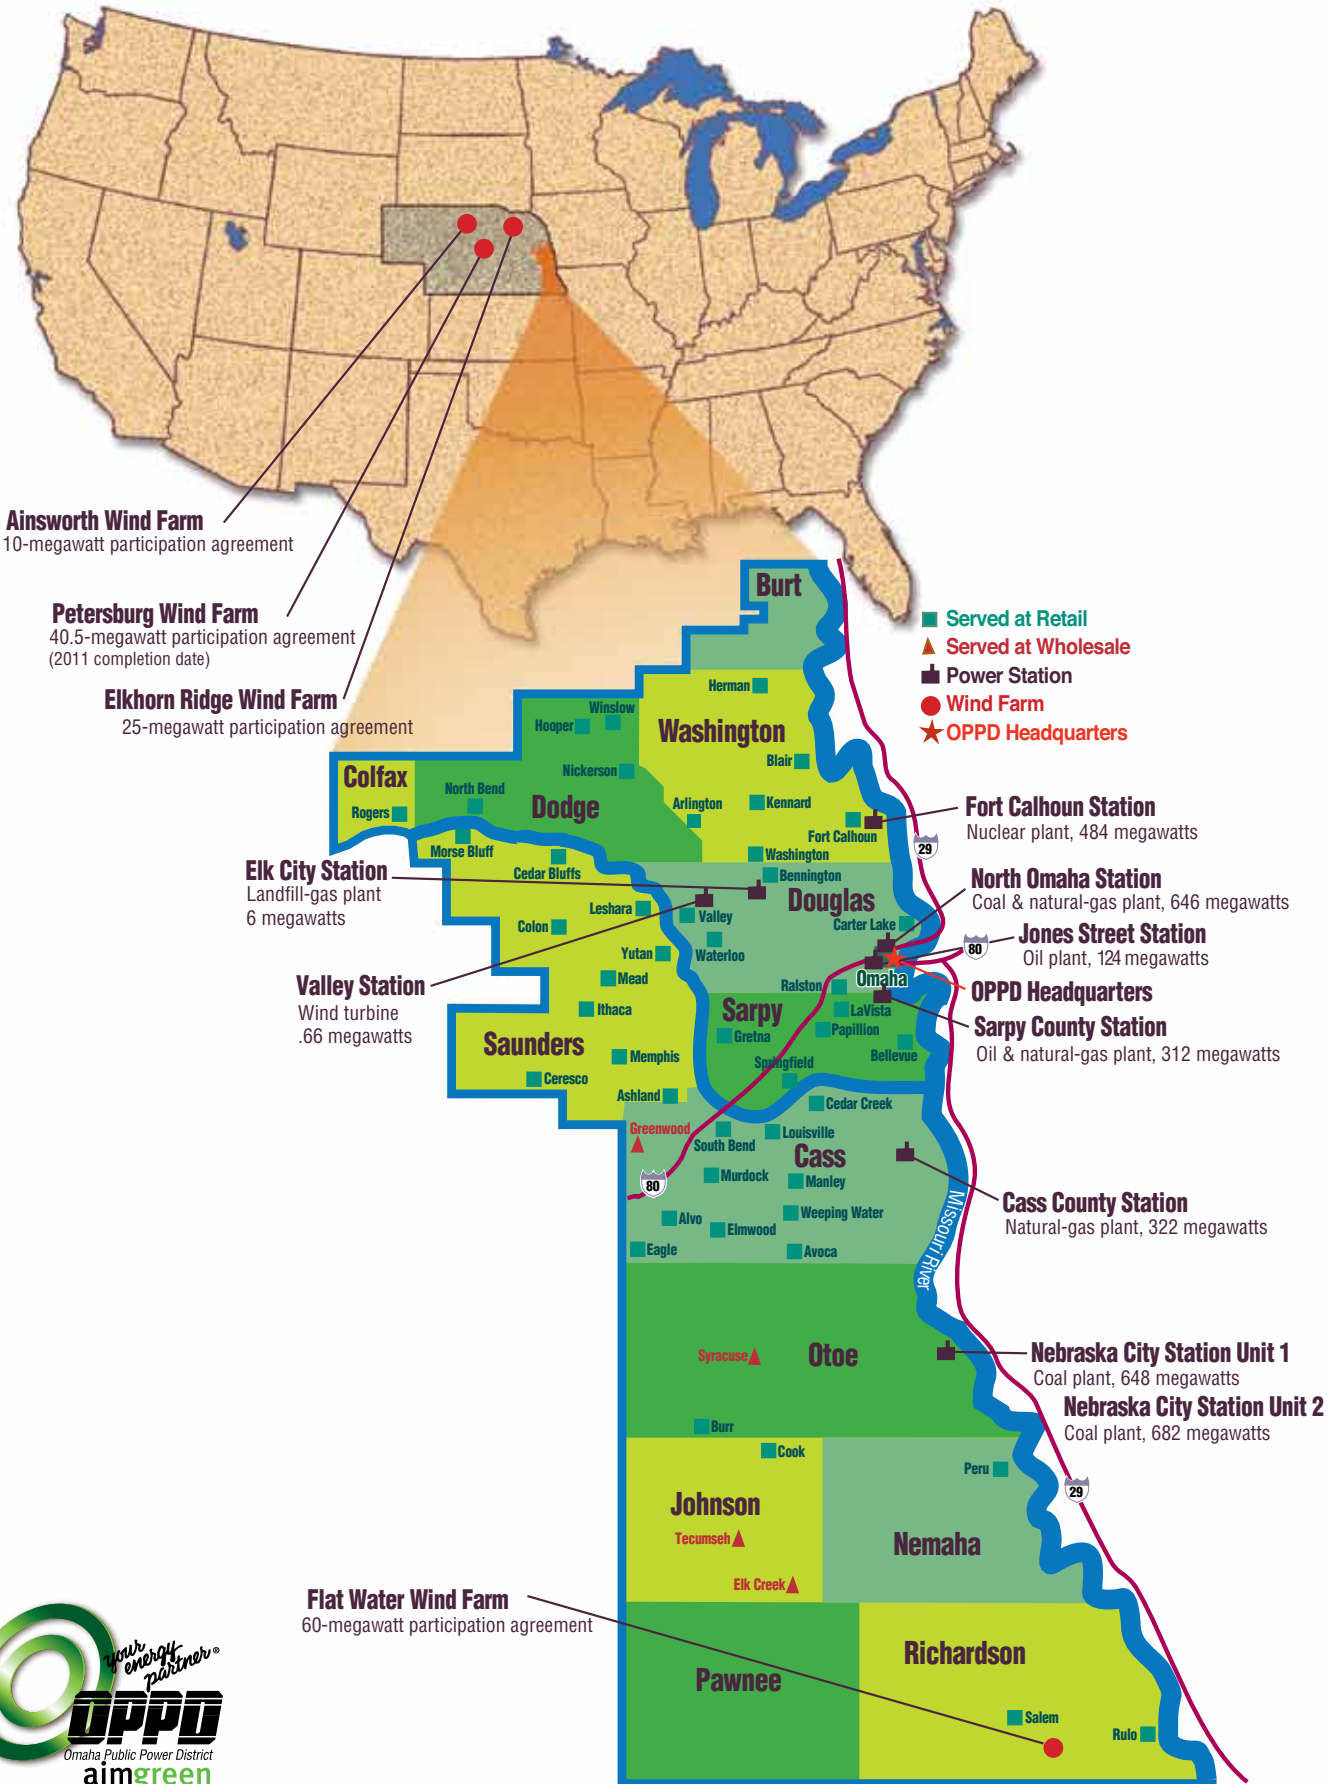 Ainsworth Wind Farm
10-megawatt participation agreement
Petersburg Wind Farm
40.5-megawatt participation agreement
(2011 completion date)
Elkhorn Ridge Wind Farm
25-megawatt participation agreement
Served at Retail
Served at Wholesale
Power Station
Wind Farm
OPPD Headquarters
Burt
Herman
Washington
Winslow
Hooper
Blair
Nickerson
Colfax
North Bend
Dodge
Arlington
Kennard
Rogers
Fort Calhoun
Fort Calhoun Station
Nuclear plant, 484 megawatts
29
Morse Bluff
Washington
Cedar Bluffs
Bennington
Elk City Station
Landfill-gas plant
6 megawatts
Douglas
North Omaha Station
Coal & natural-gas plant, 646 megawatts
Leshara
Valley
Colon
Carter Lake
Jones Street Station
Oil plant, 124 megawatts
80
Yutan
Waterloo
Mead
Omaha
Ralston
OPPD Headquarters
Valley Station
Wind turbine
.66 megawatts
Ithaca
Sarpy
LaVista
Papillion
Sarpy County Station
Oil & natural-gas plant, 312 megawatts
Gretna
Saunders
Memphis
Bellevue
Springfield
Ceresco
Ashland
Cedar Creek
Greenwood
South Bend
Louisville
Cass
80
Murdock
Manley
Cass County Station
Natural-gas plant, 322 megawatts
Alvo
Weeping Water
Elmwood
Eagle
Avoca
Missouri River
Syracuse
Otoe
Nebraska City Station Unit 1
Coal plant, 648 megawatts
Nebraska City Station Unit 2
Coal plant, 682 megawatts
Burr
Cook
Peru
29
Johnson
Tecumseh
Nemaha
Elk Creek
Flat Water Wind Farm
60-megawatt participation agreement
Richardson
Pawnee
Salem
Rulo
your
energy
partner®
OPPD
Omaha Public Power District
aimgreen